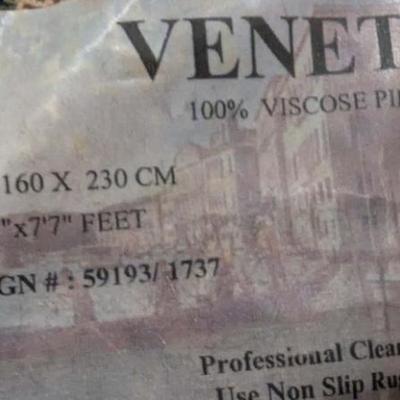 VENET
100% VISCOSE PI
160 X 230 CM
"x7'7" FEET
GN # : 59193/ 1737
Professional Clea
Use Non Slip Ru